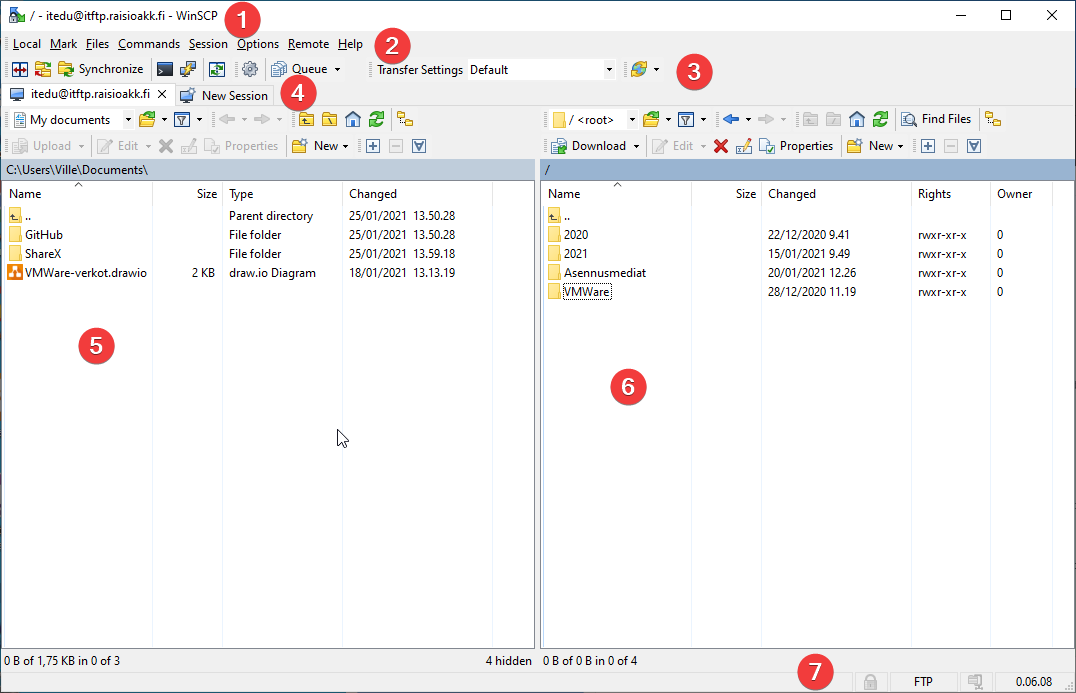 / - itedu@itftp.raisioakk.fi - WinSCP 1
Local Mark Files Commands Session Options Remote Help 2
Synchronize Queue Transfer Settings Default 3
itedu@itftp.raisioakk.fi New Session 4
My documents / <root> Find Files
Upload Edit Properties New Download Edit Properties New
C:\Users\Ville\Documents\ /
Name Size Type Changed Name Size Changed Rights Owner
.. Parent directory 25/01/2021 13.50.28 ..
GitHub File folder 25/01/2021 13.50.28 2020 22/12/2020 9.41 rwxr-xr-x 0
ShareX File folder 25/01/2021 13.59.18 2021 15/01/2021 9.49 rwxr-xr-x 0
VMWare-verkot.drawio 2 KB draw.io Diagram 18/01/2021 13.13.19 Asennusmediat 20/01/2021 12.26 rwxr-xr-x 0
VMWare 28/12/2020 11.19 rwxr-xr-x 0
5 6
0 B of 1,75 KB in 0 of 3 4 hidden 0 B of 0 B in 0 of 4
7 FTP 0.06.08